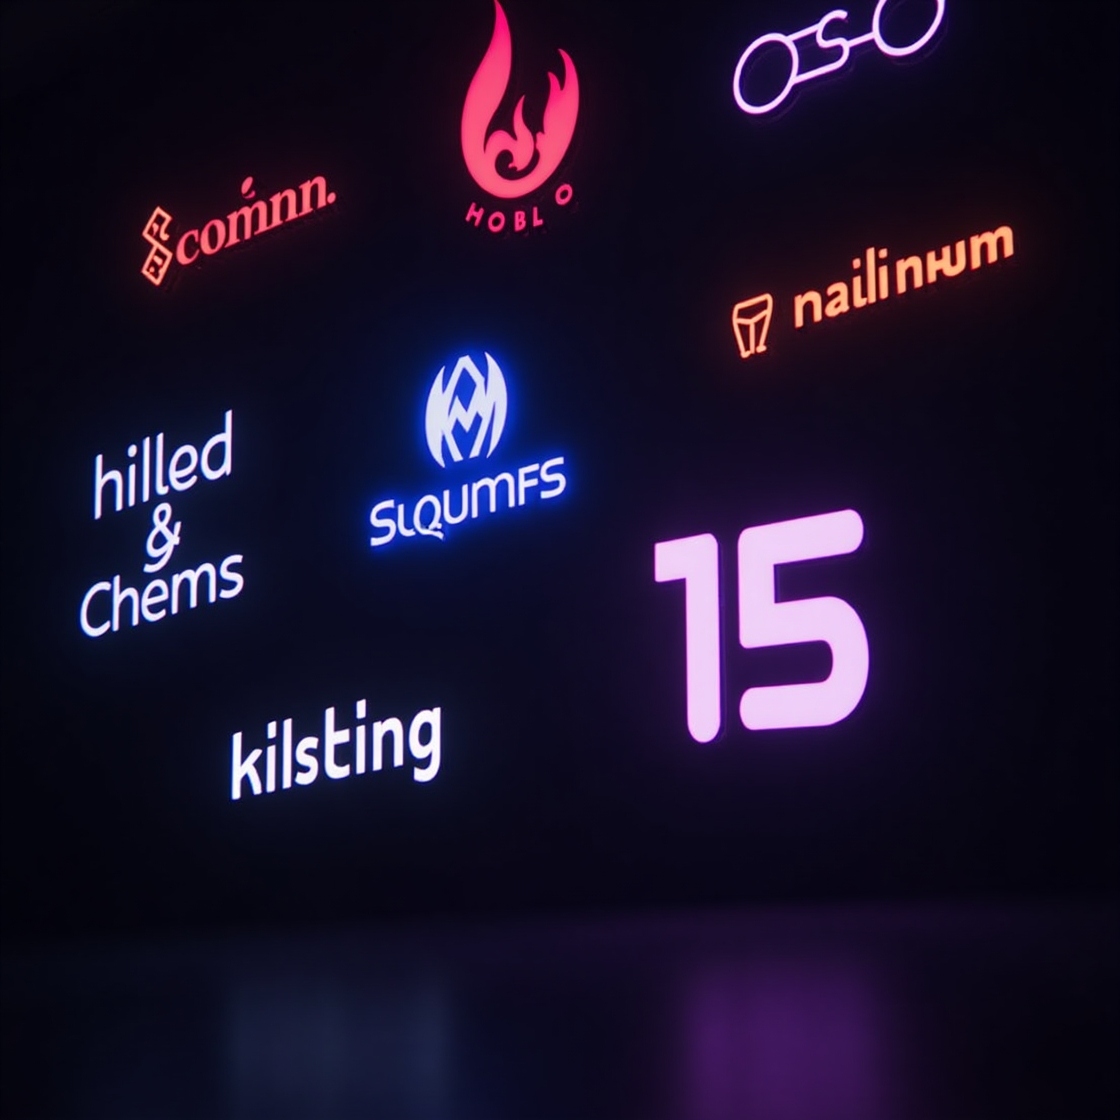 HOBL O
comnn.
nailinum
hilled
&
Chems
SLQUMFS
15
kilsting